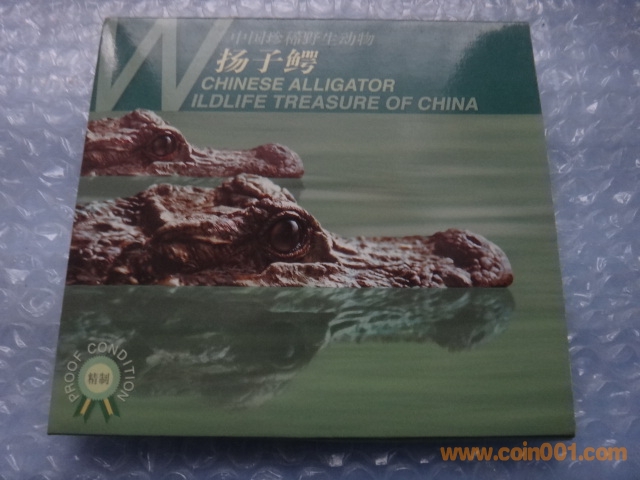 中国珍稀野生动物
扬子鳄
CHINESE ALLIGATOR
WILDLIFE TREASURE OF CHINA
PROOF CONDITION
精制
www.coin001.com